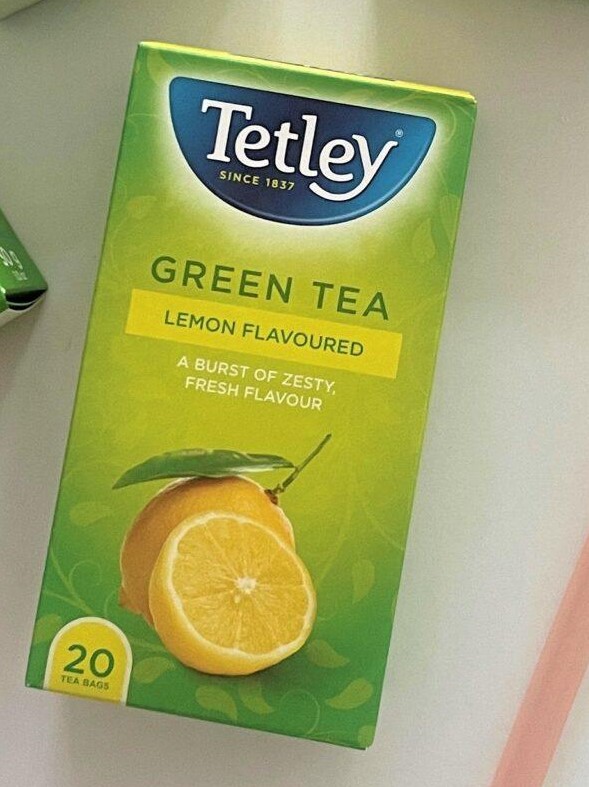 Tetley®
SINCE 1837
GREEN TEA
LEMON FLAVOURED
A BURST OF ZESTY,
FRESH FLAVOUR
20
TEA BAGS